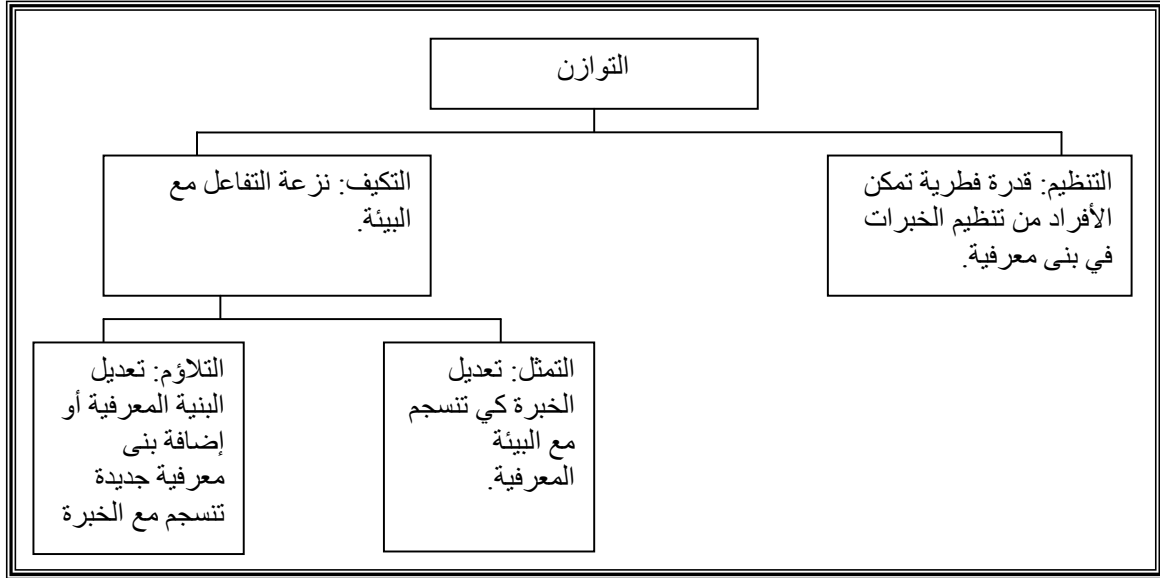 التوازن
التنظيم: قدرة فطرية تمكن
الأفراد من تنظيم الخبرات
في بنى معرفية.
التكيف: نزعة التفاعل مع
البيئة.
التمثل: تعديل
الخبرة كي تنسجم
مع البيئة
المعرفية.
التلاؤم: تعديل
البنية المعرفية أو
إضافة بنى
معرفية جديدة
تنسجم مع الخبرة